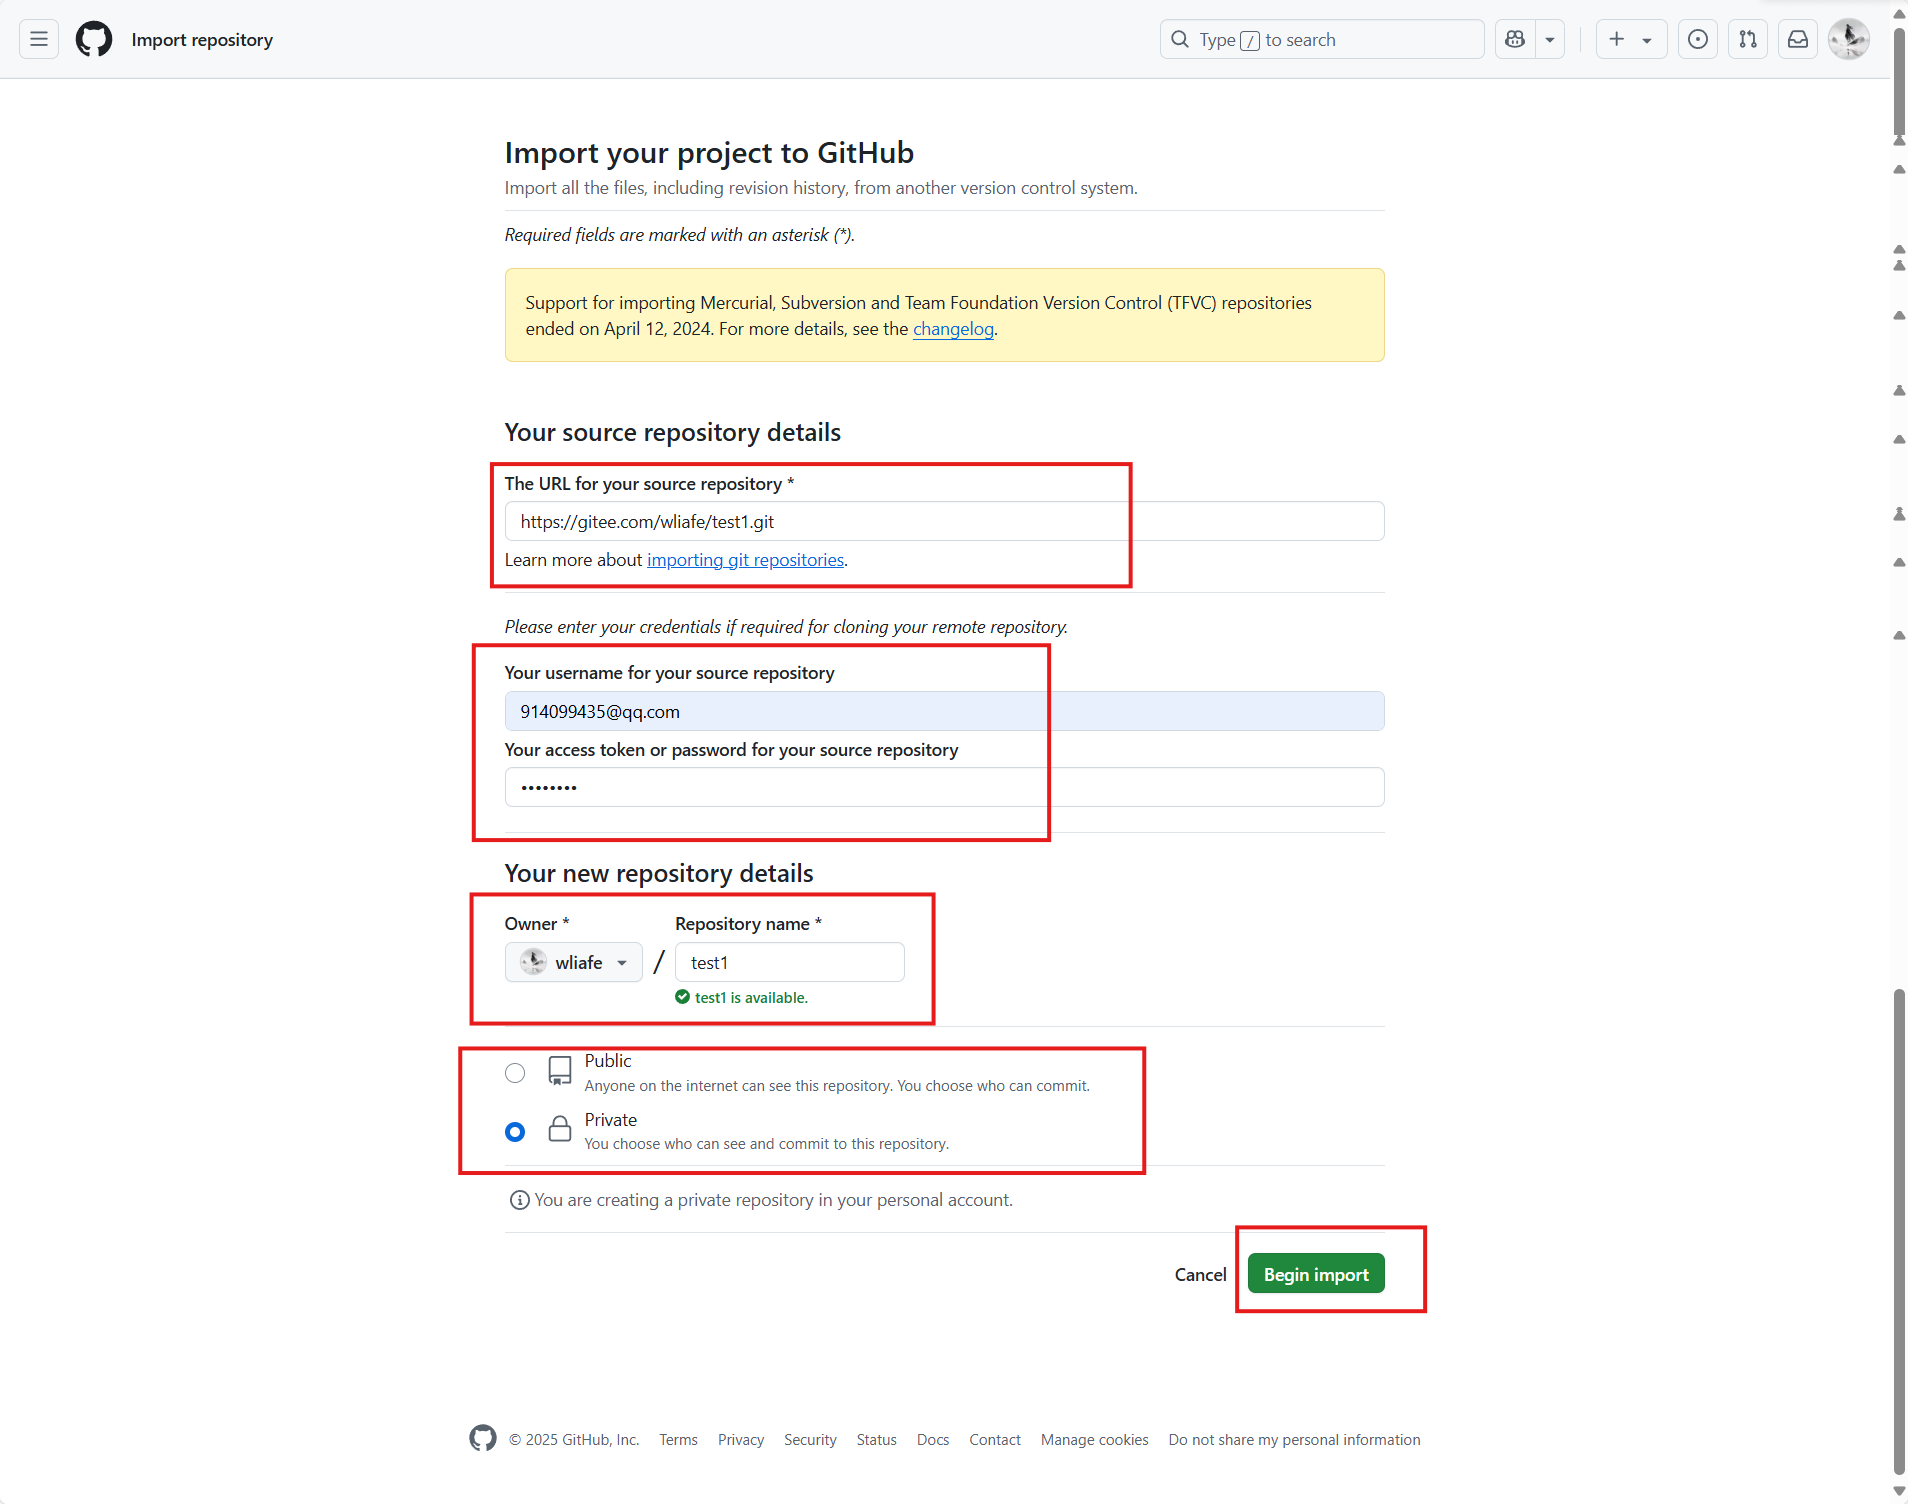 Import repository
Type / to search
Import your project to GitHub
Import all the files, including revision history, from another version control system.
Required fields are marked with an asterisk (*).
Support for importing Mercurial, Subversion and Team Foundation Version Control (TFVC) repositories
ended on April 12, 2024. For more details, see the changelog.
Your source repository details
The URL for your source repository *
https://gitee.com/wliafe/test1.git
Learn more about importing git repositories.
Please enter your credentials if required for cloning your remote repository.
Your username for your source repository
914099435@qq.com
Your access token or password for your source repository
••••••••
Your new repository details
Owner * Repository name *
wliafe / test1
test1 is available.
Public
Anyone on the internet can see this repository. You choose who can commit.
Private
You choose who can see and commit to this repository.
You are creating a private repository in your personal account.
Cancel Begin import
© 2025 GitHub, Inc. Terms Privacy Security Status Docs Contact Manage cookies Do not share my personal information